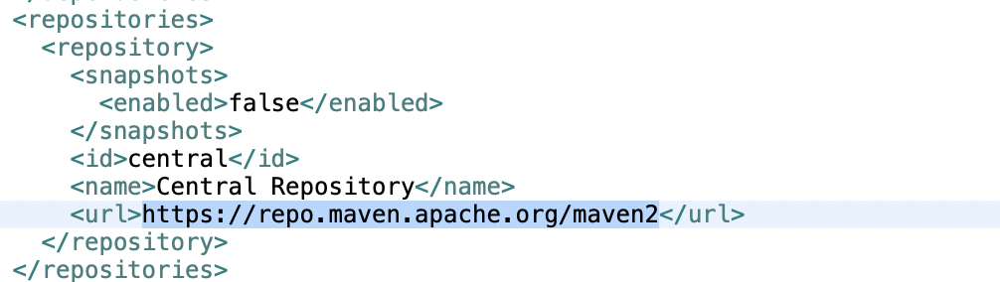 <repositories>
<repository>
<snapshots>
<enabled>false</enabled>
</snapshots>
<id>central</id>
<name>Central Repository</name>
<url>https://repo.maven.apache.org/maven2</url>
</repository>
</repositories>